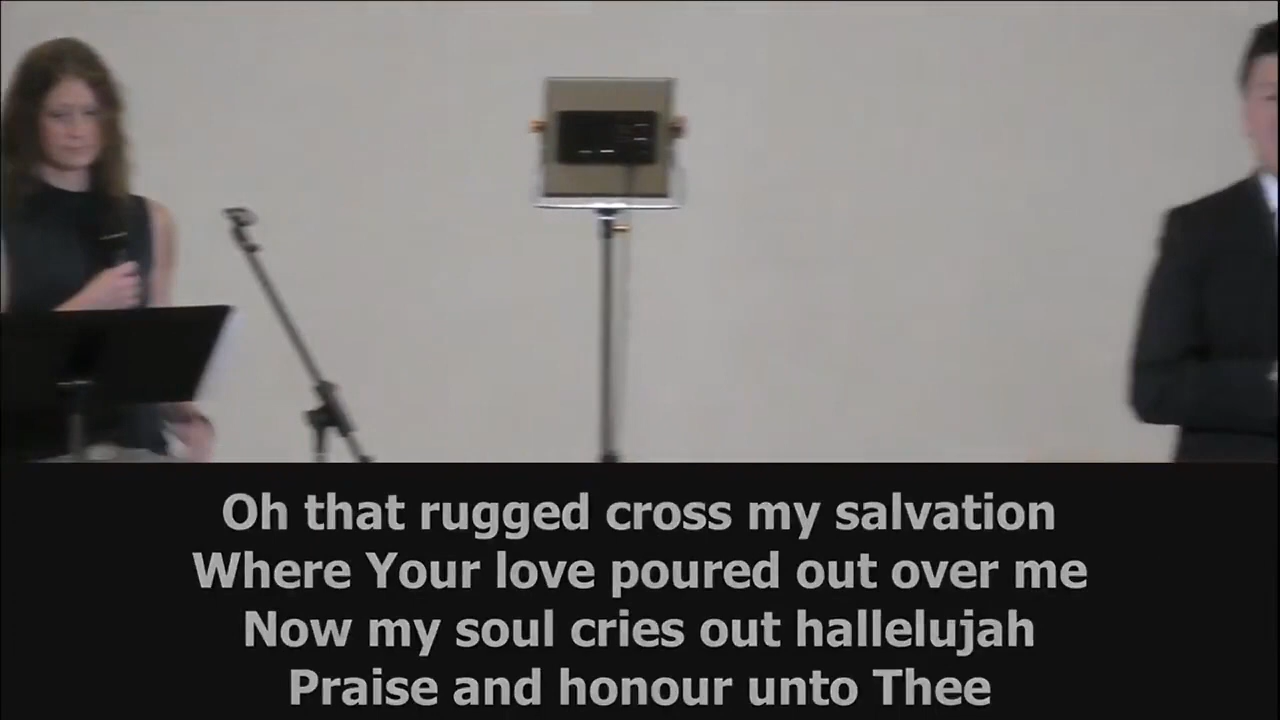 Oh that rugged cross my salvation
Where Your love poured out over me
Now my soul cries out hallelujah
Praise and honour unto Thee